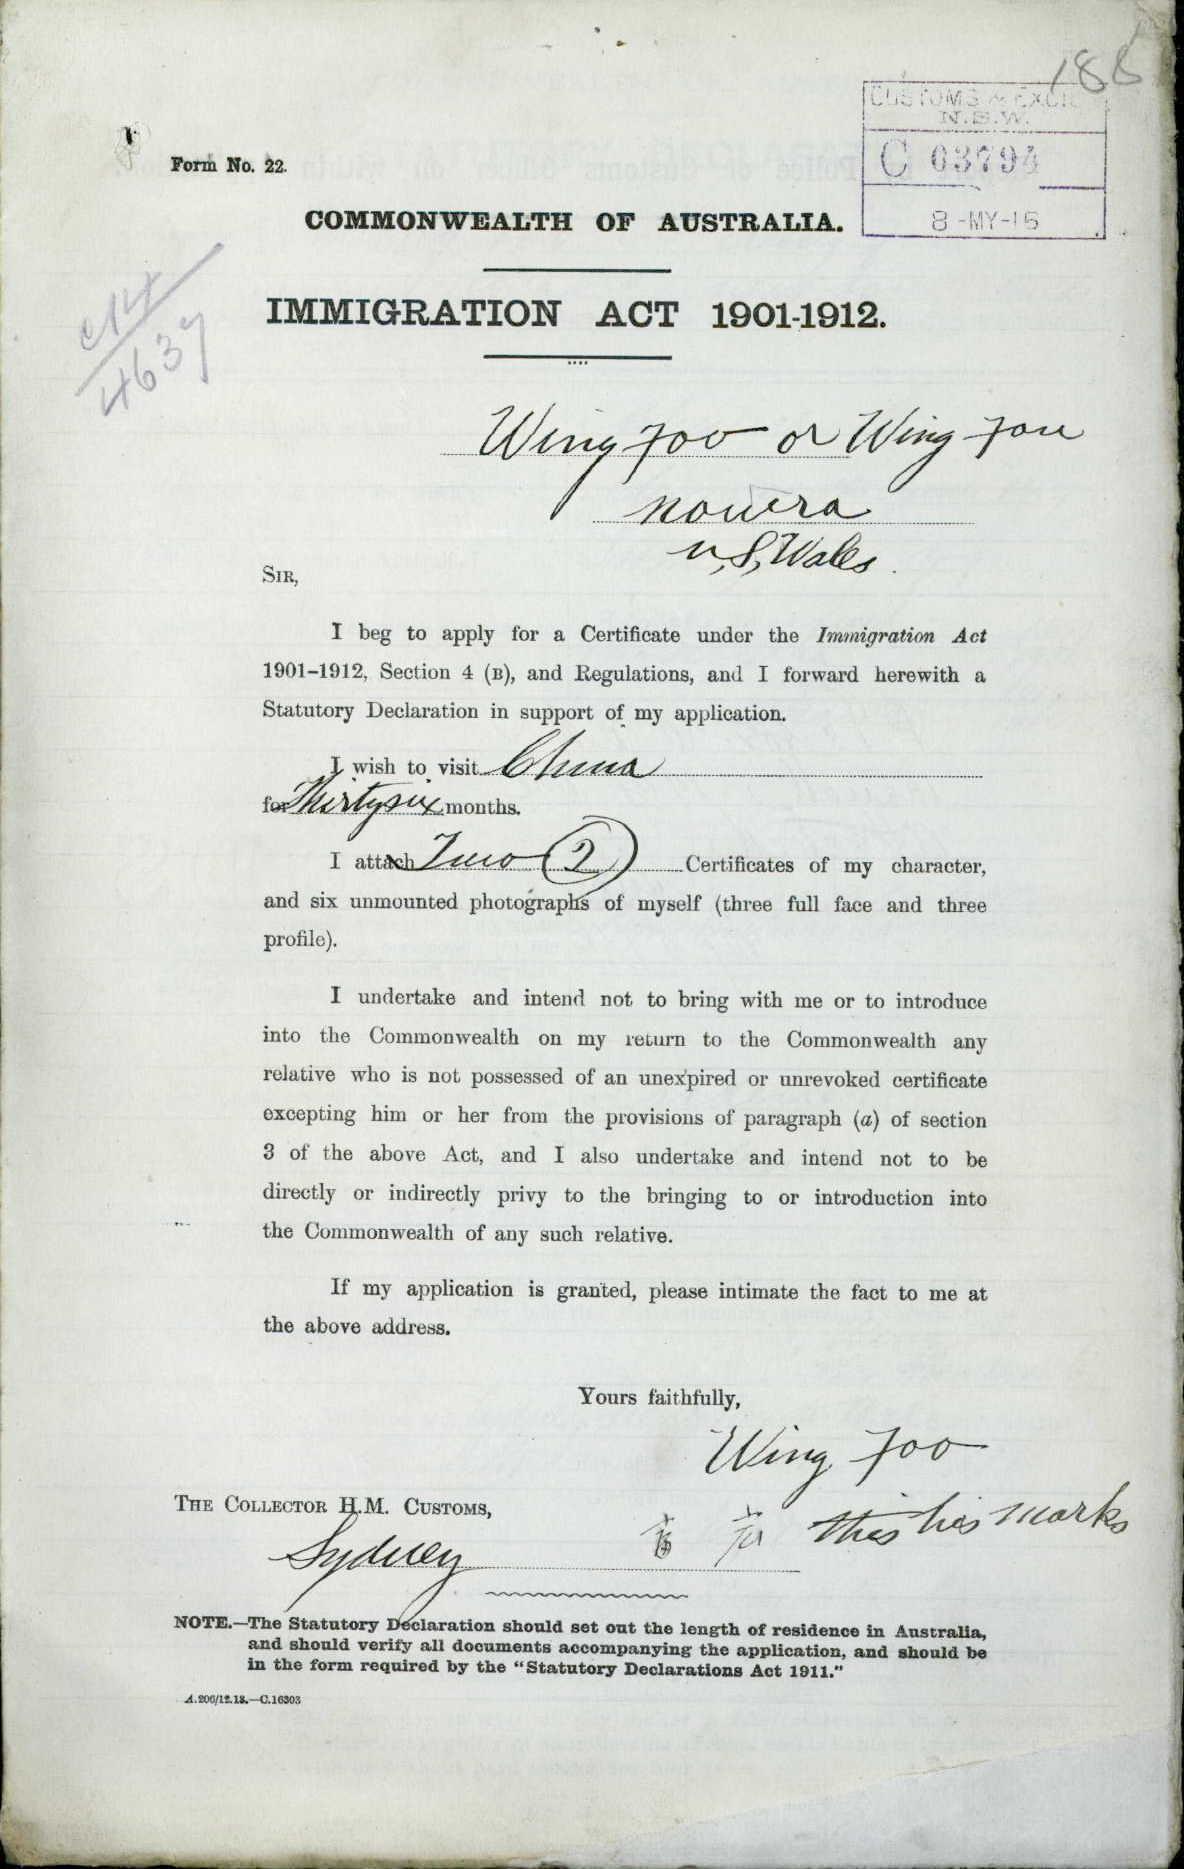 188
CUSTOMS & EXCI
N.S.W.
C 03794
8-MY-15
Form No. 22.
COMMONWEALTH OF AUSTRALIA.
4637
IMMIGRATION ACT 1901-1912.
Wing Foo or Wing Fou
Nowra
N.S. Wales.
SIR,
I beg to apply for a Certificate under the Immigration Act
1901-1912, Section 4 (B), and Regulations, and I forward herewith a
Statutory Declaration in support of my application.
I wish to visit China
for Thirty six months.
I attach Two (2) Certificates of my character,
and six unmounted photographs of myself (three full face and three
profile).
I undertake and intend not to bring with me or to introduce
into the Commonwealth on my return to the Commonwealth any
relative who is not possessed of an unexpired or unrevoked certificate
excepting him or her from the provisions of paragraph (a) of section
3 of the above Act, and I also undertake and intend not to be
directly or indirectly privy to the bringing to or introduction into
the Commonwealth of any such relative.
If my application is granted, please intimate the fact to me at
the above address.
Yours faithfully,
Wing Foo
THE COLLECTOR H.M. CUSTOMS,
this his marks
Sydney
NOTE.—The Statutory Declaration should set out the length of residence in Australia,
and should verify all documents accompanying the application, and should be
in the form required by the "Statutory Declarations Act 1911."
A.206/12.13.—C.16303